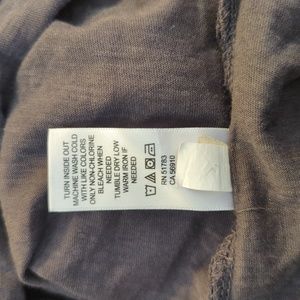 TURN INSIDE OUT
MACHINE WASH COLD
WITH LIKE COLORS
ONLY NON-CHLORINE
BLEACH WHEN
NEEDED
TUMBLE DRY LOW
WARM IRON IF
NEEDED
RN 51783
CA 56910